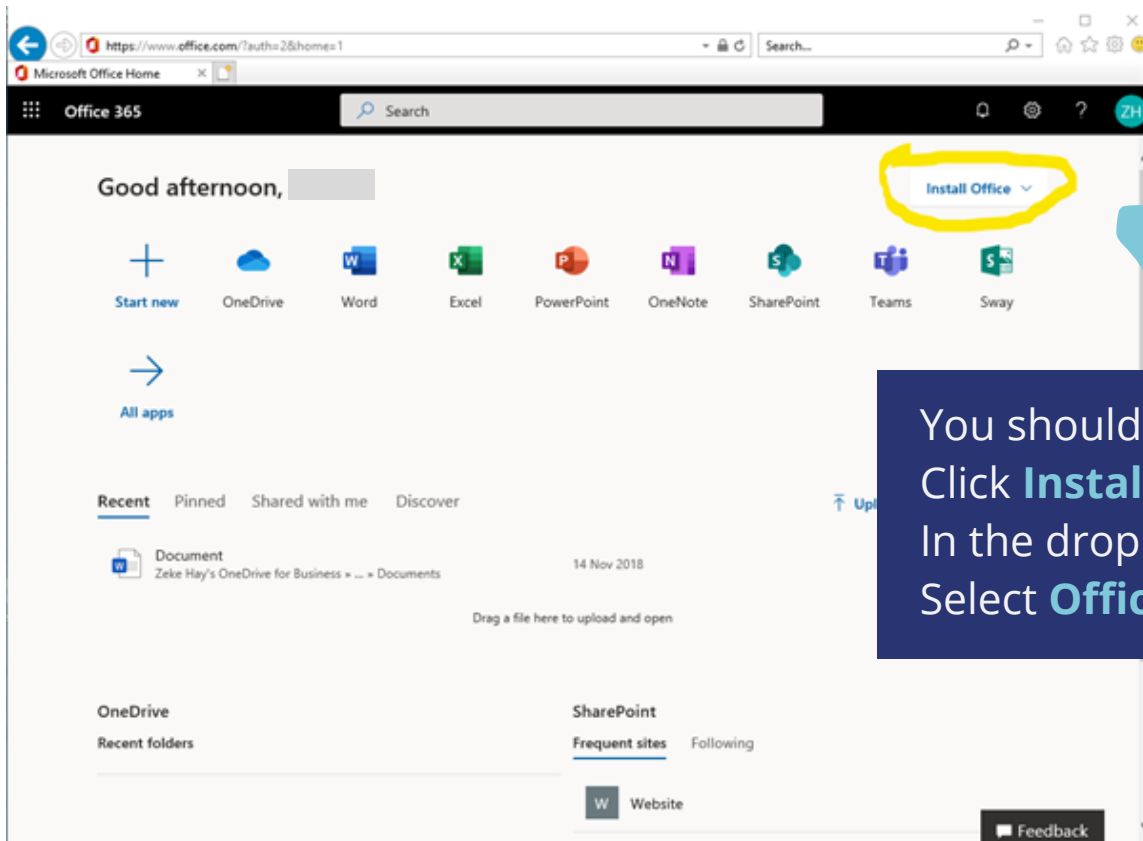 https://www.office.com/?auth=2&home=1
Search...
Microsoft Office Home
Office 365
Search
?
ZH
Good afternoon,
Install Office
Start new
OneDrive
Word
Excel
PowerPoint
OneNote
SharePoint
Teams
Sway
All apps
Recent Pinned Shared with me Discover
Document
Zeke Hay's OneDrive for Business » ... » Documents
14 Nov 2018
Drag a file here to upload and open
You should
Click Instal
In the drop
Select
OneDrive
Recent folders
SharePoint
Frequent sites Following
W Website
Feedback